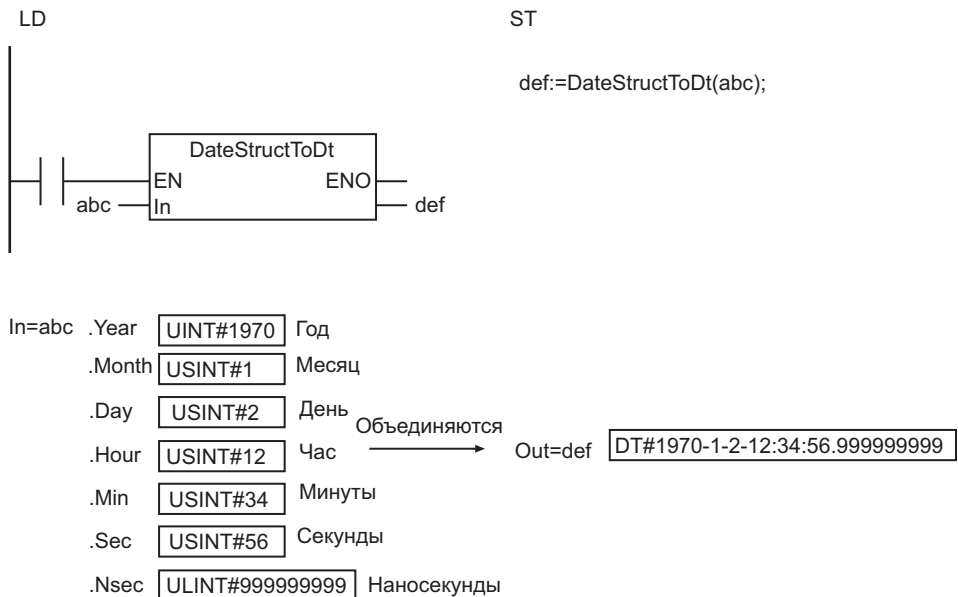 LD
ST
def:=DateStructToDt(abc);
DateStructToDt
EN ENO
abc In def
In=abc .Year UINT#1970 Год
.Month USINT#1 Месяц
.Day USINT#2 День
Объединяются
.Hour USINT#12 Час Out=def DT#1970-1-2-12:34:56.999999999
.Min USINT#34 Минуты
.Sec USINT#56 Секунды
.Nsec ULINT#999999999 Наносекунды